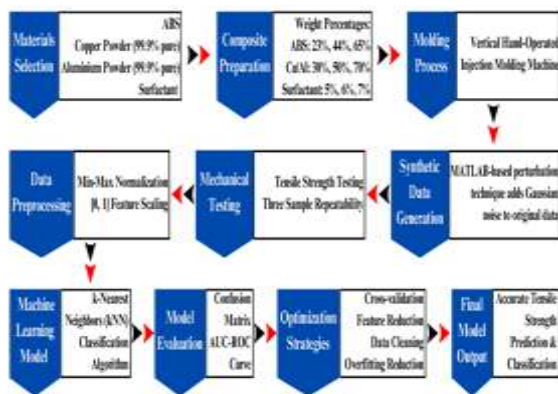 Materials
Selection
ABS
Copper Powder (99.9% pure)
Aluminium Powder (99.9% pure)
Surfactant
Composite
Preparation
Weight Percentages:
ABS: 23%, 44%, 65%
Cu(Al: 30%, 50%, 70%
Surfactant: 5%, 6%, 7%
Molding
Process
Vertical Hand-Operated
Injection Molding Machine
Data
Preprocessing
Min-Max Normalization
[0, 1] Feature Scaling
Mechanical
Testing
Tensile Strength Testing
Three Sample Repeatability
Synthetic
Data
Generation
MATLAB-based perturbation
technique adds Gaussian
noise to original data
Machine
Learning
Model
k-Nearest
Neighbors (kNN)
Classification
Algorithm
Model
Evaluation
Confusion
Matrix
AUC-ROC
Curve
Optimization
Strategies
Cross-validation
Feature Reduction
Data Cleaning
Overfitting Reduction
Final
Model
Output
Accurate Tensile
Strength
Prediction &
Classification